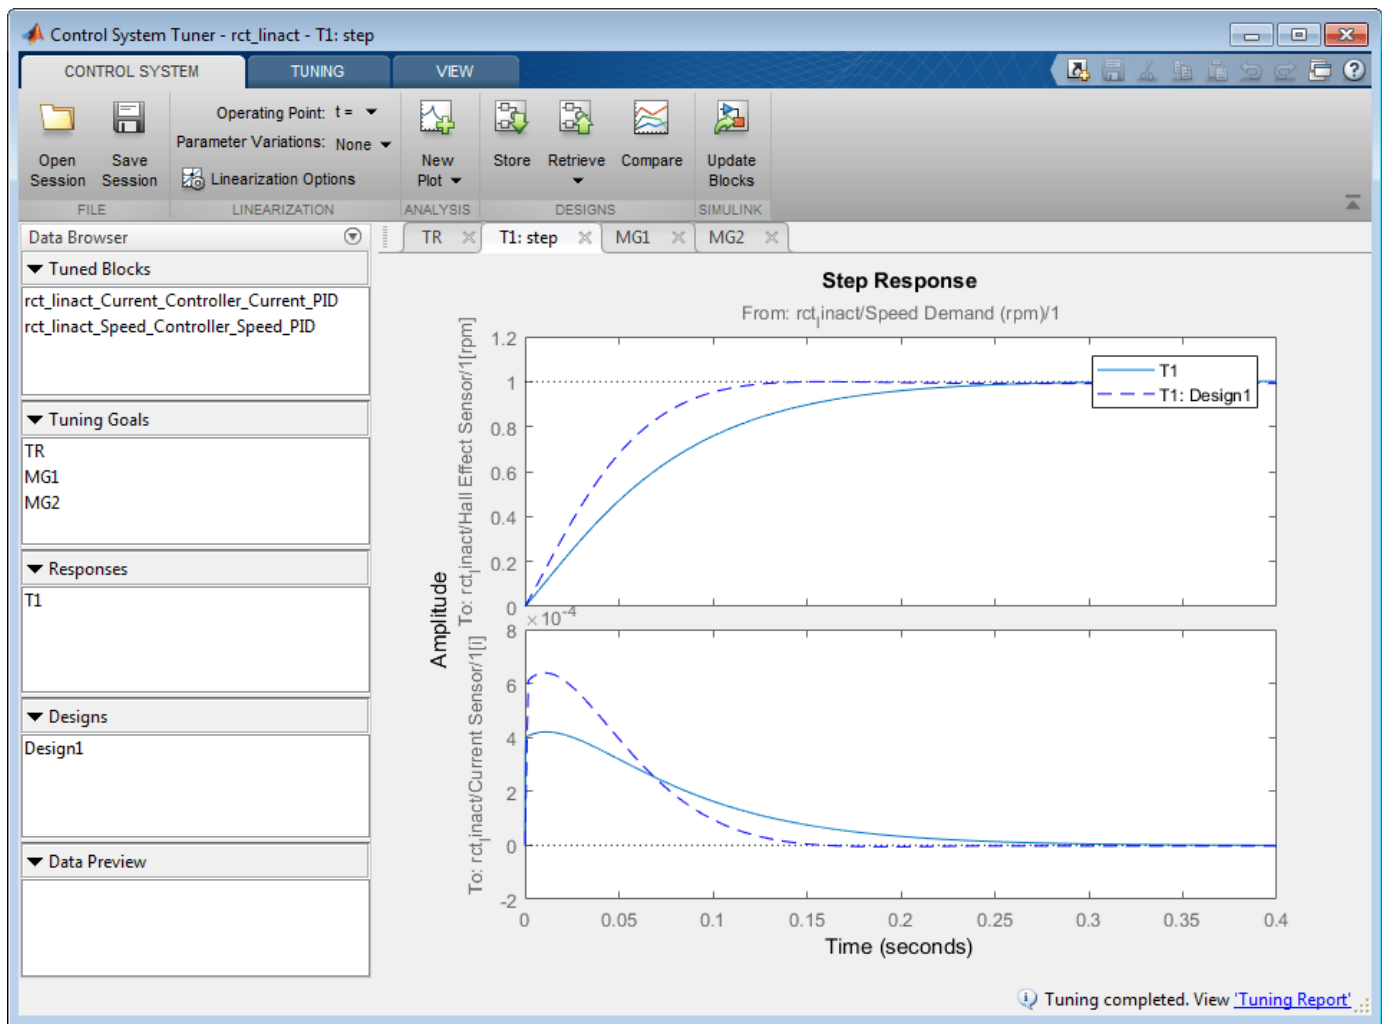 Control System Tuner - rct_linact - T1: step
CONTROL SYSTEM
TUNING
VIEW
Open Session
Save Session
FILE
Operating Point: t =
Parameter Variations: None
Linearization Options
LINEARIZATION
New Plot
ANALYSIS
Store
Retrieve
Compare
DESIGNS
Update Blocks
SIMULINK
Data Browser
Tuned Blocks
rct_linact_Current_Controller_Current_PID
rct_linact_Speed_Controller_Speed_PID
Tuning Goals
TR
MG1
MG2
Responses
T1
Designs
Design1
Data Preview
TR
T1: step
MG1
MG2
Step Response
From: rct_linact/Speed Demand (rpm)/1
Amplitude
To: rct_linact/Hall Effect Sensor/1[rpm]
1.2
1
0.8
0.6
0.4
0.2
0
T1
T1: Design1
To: rct_linact/Current Sensor/1[i]
×10^-4
8
6
4
2
0
-2
0 0.05 0.1 0.15 0.2 0.25 0.3 0.35 0.4
Time (seconds)
Tuning completed. View 'Tuning Report'